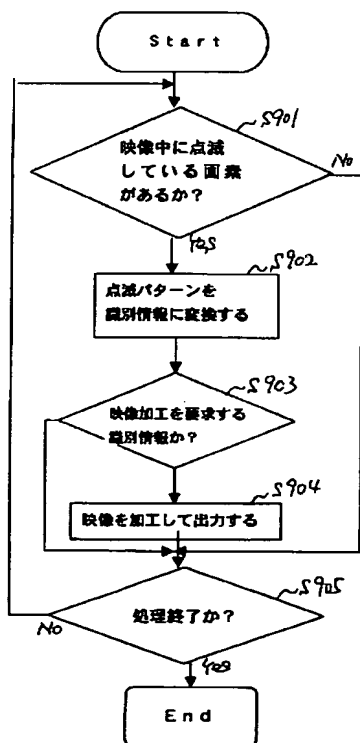 Start
S901
映像中に点滅
している画素
があるか？
No
Yes
S902
点滅パターンを
識別情報に変換する
S903
映像加工を要求する
識別情報か？
S904
映像を加工して出力する
S905
処理終了か？
No
Yes
End